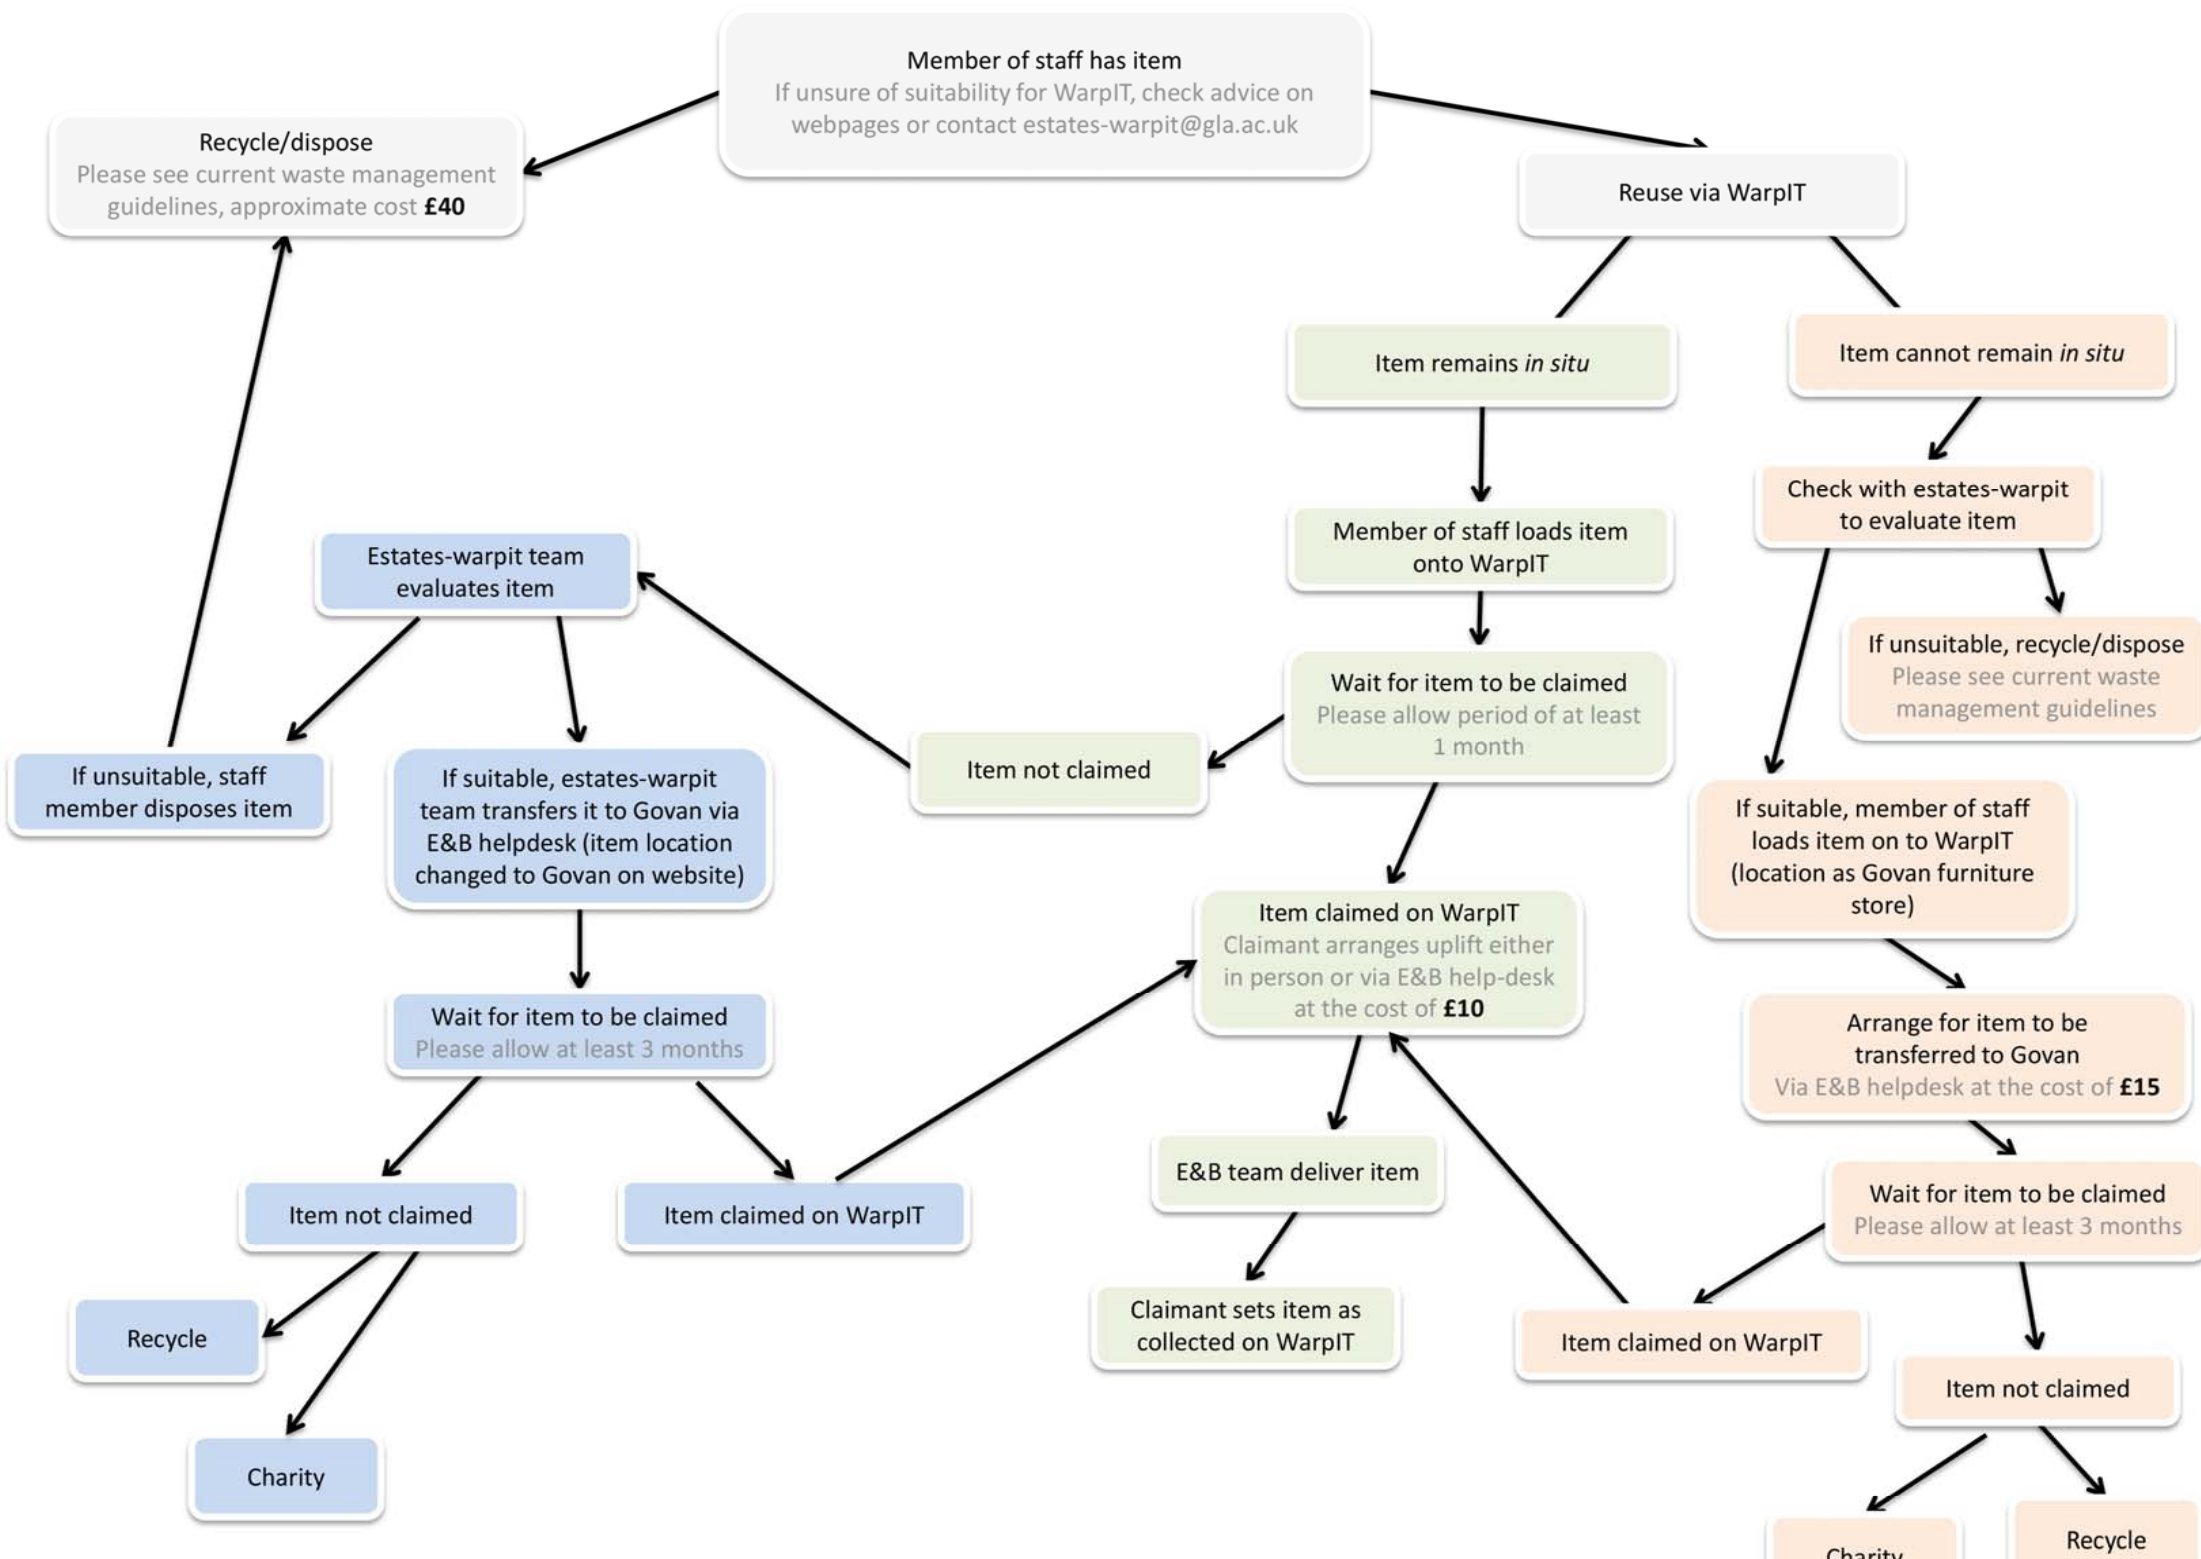 Member of staff has item
If unsure of suitability for WarpIT, check advice on
webpages or contact estates-warpit@gla.ac.uk
Recycle/dispose
Please see current waste management
guidelines, approximate cost £40
Reuse via WarpIT
Item remains in situ
Item cannot remain in situ
Check with estates-warpit
to evaluate item
Member of staff loads item
onto WarpIT
Estates-warpit team
evaluates item
If unsuitable, recycle/dispose
Please see current waste
management guidelines
Wait for item to be claimed
Please allow period of at least
1 month
Item not claimed
If unsuitable, staff
member disposes item
If suitable, estates-warpit
team transfers it to Govan via
E&B helpdesk (item location
changed to Govan on website)
If suitable, member of staff
loads item on to WarpIT
(location as Govan furniture
store)
Item claimed on WarpIT
Claimant arranges uplift either
in person or via E&B help-desk
at the cost of £10
Wait for item to be claimed
Please allow at least 3 months
Arrange for item to be
transferred to Govan
Via E&B helpdesk at the cost of £15
E&B team deliver item
Wait for item to be claimed
Please allow at least 3 months
Item not claimed
Item claimed on WarpIT
Claimant sets item as
collected on WarpIT
Item claimed on WarpIT
Recycle
Item not claimed
Charity
Charity
Recycle